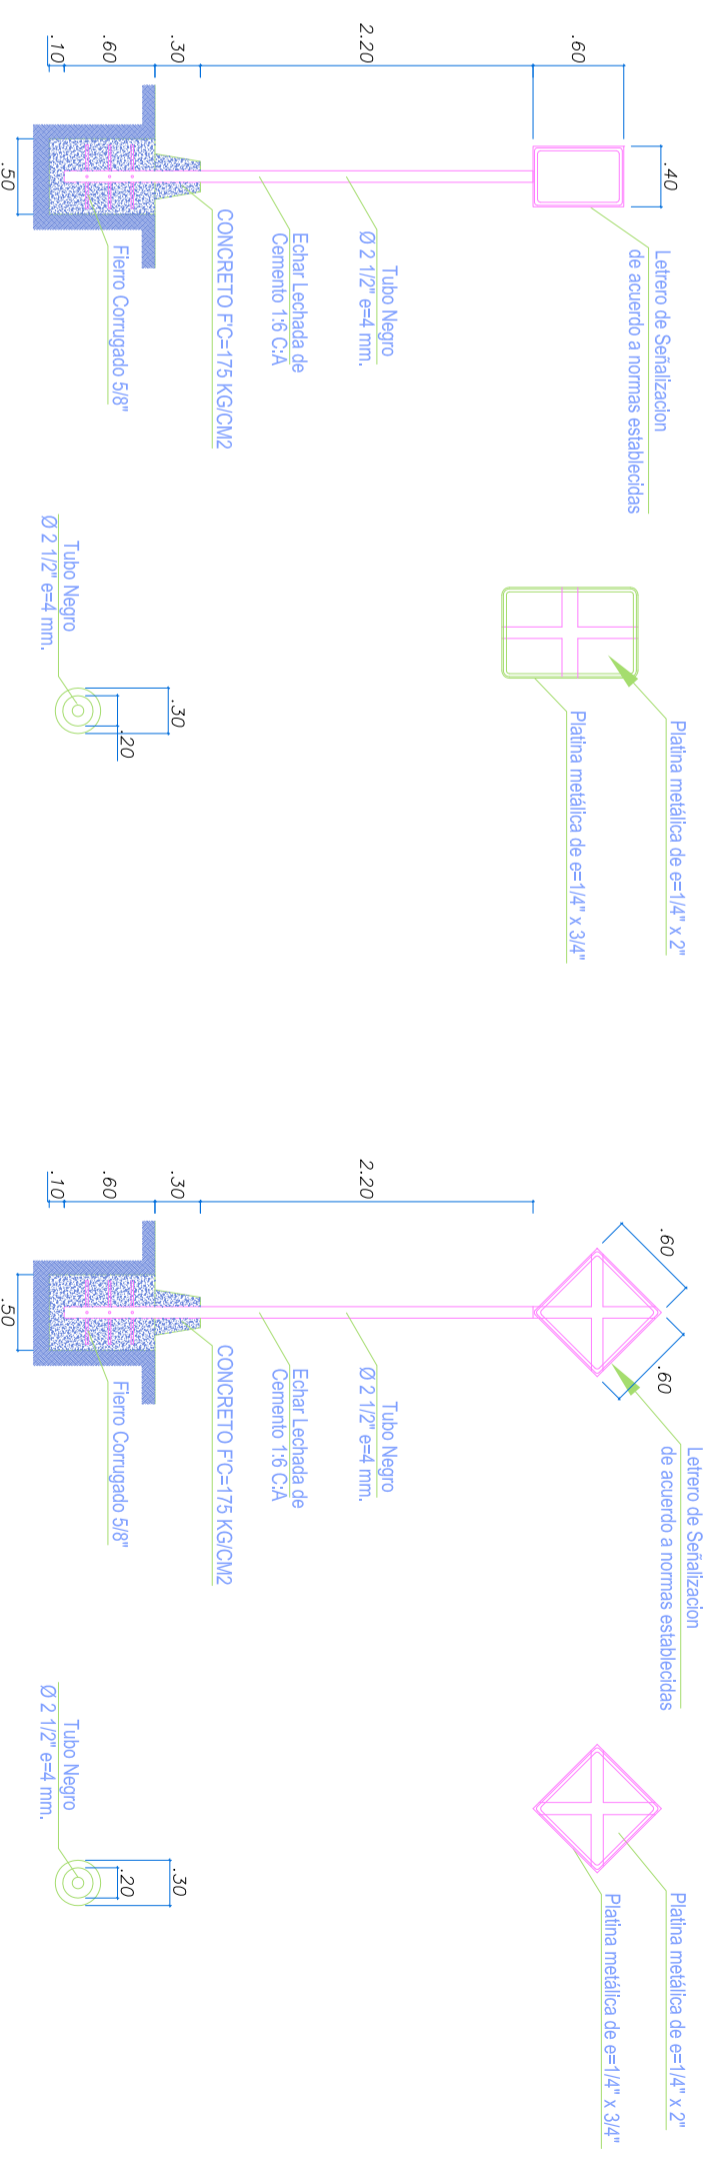 .60
2.20
.30
.60
.10
.40
.50
Letrero de Señalizacion
de acuerdo a normas establecidas
Tubo Negro
Ø 2 1/2" e=4 mm.
Echar Lechada de
Cemento 1:6 C:A
CONCRETO F'C=175 KG/CM2
Fierro Corrugado 5/8"
Platina metálica de e=1/4" x 2"
Platina metálica de e=1/4" x 3/4"
Tubo Negro
Ø 2 1/2" e=4 mm.
.30
.20
2.20
.30
.60
.10
.60
.60
.50
Letrero de Señalizacion
de acuerdo a normas establecidas
Tubo Negro
Ø 2 1/2" e=4 mm.
Echar Lechada de
Cemento 1:6 C:A
CONCRETO F'C=175 KG/CM2
Fierro Corrugado 5/8"
Platina metálica de e=1/4" x 2"
Platina metálica de e=1/4" x 3/4"
Tubo Negro
Ø 2 1/2" e=4 mm.
.30
.20